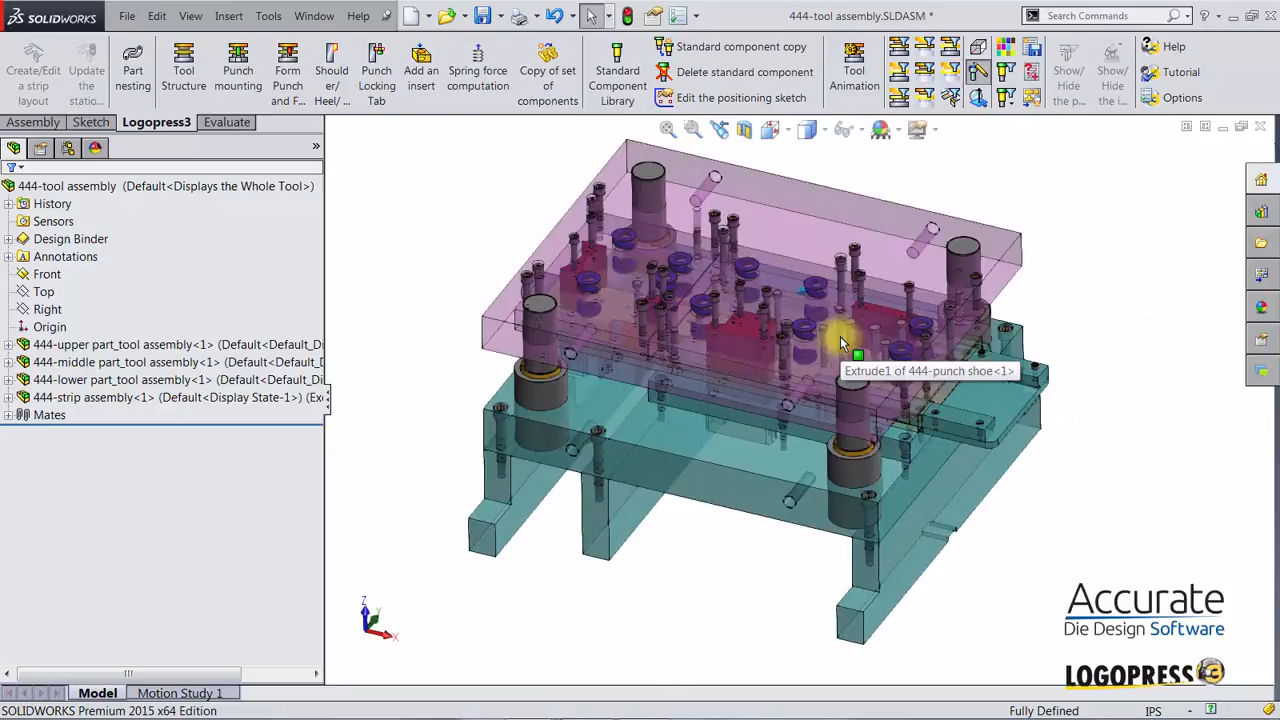 SOLIDWORKS
File Edit View Insert Tools Window Help
444-tool assembly.SLDASM *
Search Commands
Create/Edit a strip layout
Update the statio...
Part nesting
Tool Structure
Punch mounting
Form Punch and F...
Should er/ Heel/ ...
Punch Locking Tab
Add an insert
Spring force computation
Copy of set of components
Standard Component Library
Standard component copy
Delete standard component
Edit the positioning sketch
Tool Animation
Show/ Hide the p...
Show/ Hide the i...
Help
Tutorial
Options
Assembly Sketch Logopress3 Evaluate
444-tool assembly (Default<Displays the Whole Tool>)
History
Sensors
Design Binder
Annotations
Front
Top
Right
Origin
444-upper part_tool assembly<1> (Default<Default_D
444-middle part_tool assembly<1> (Default<Default_
444-lower part_tool assembly<1> (Default<Default_Di
444-strip assembly<1> (Default<Display State-1>) (Ex
Mates
Extrude1 of 444-punch shoe<1>
Z
Y
X
Accurate
Die Design Software
LOGOPRESS3
Model Motion Study 1
SOLIDWORKS Premium 2015 x64 Edition
Fully Defined
IPS